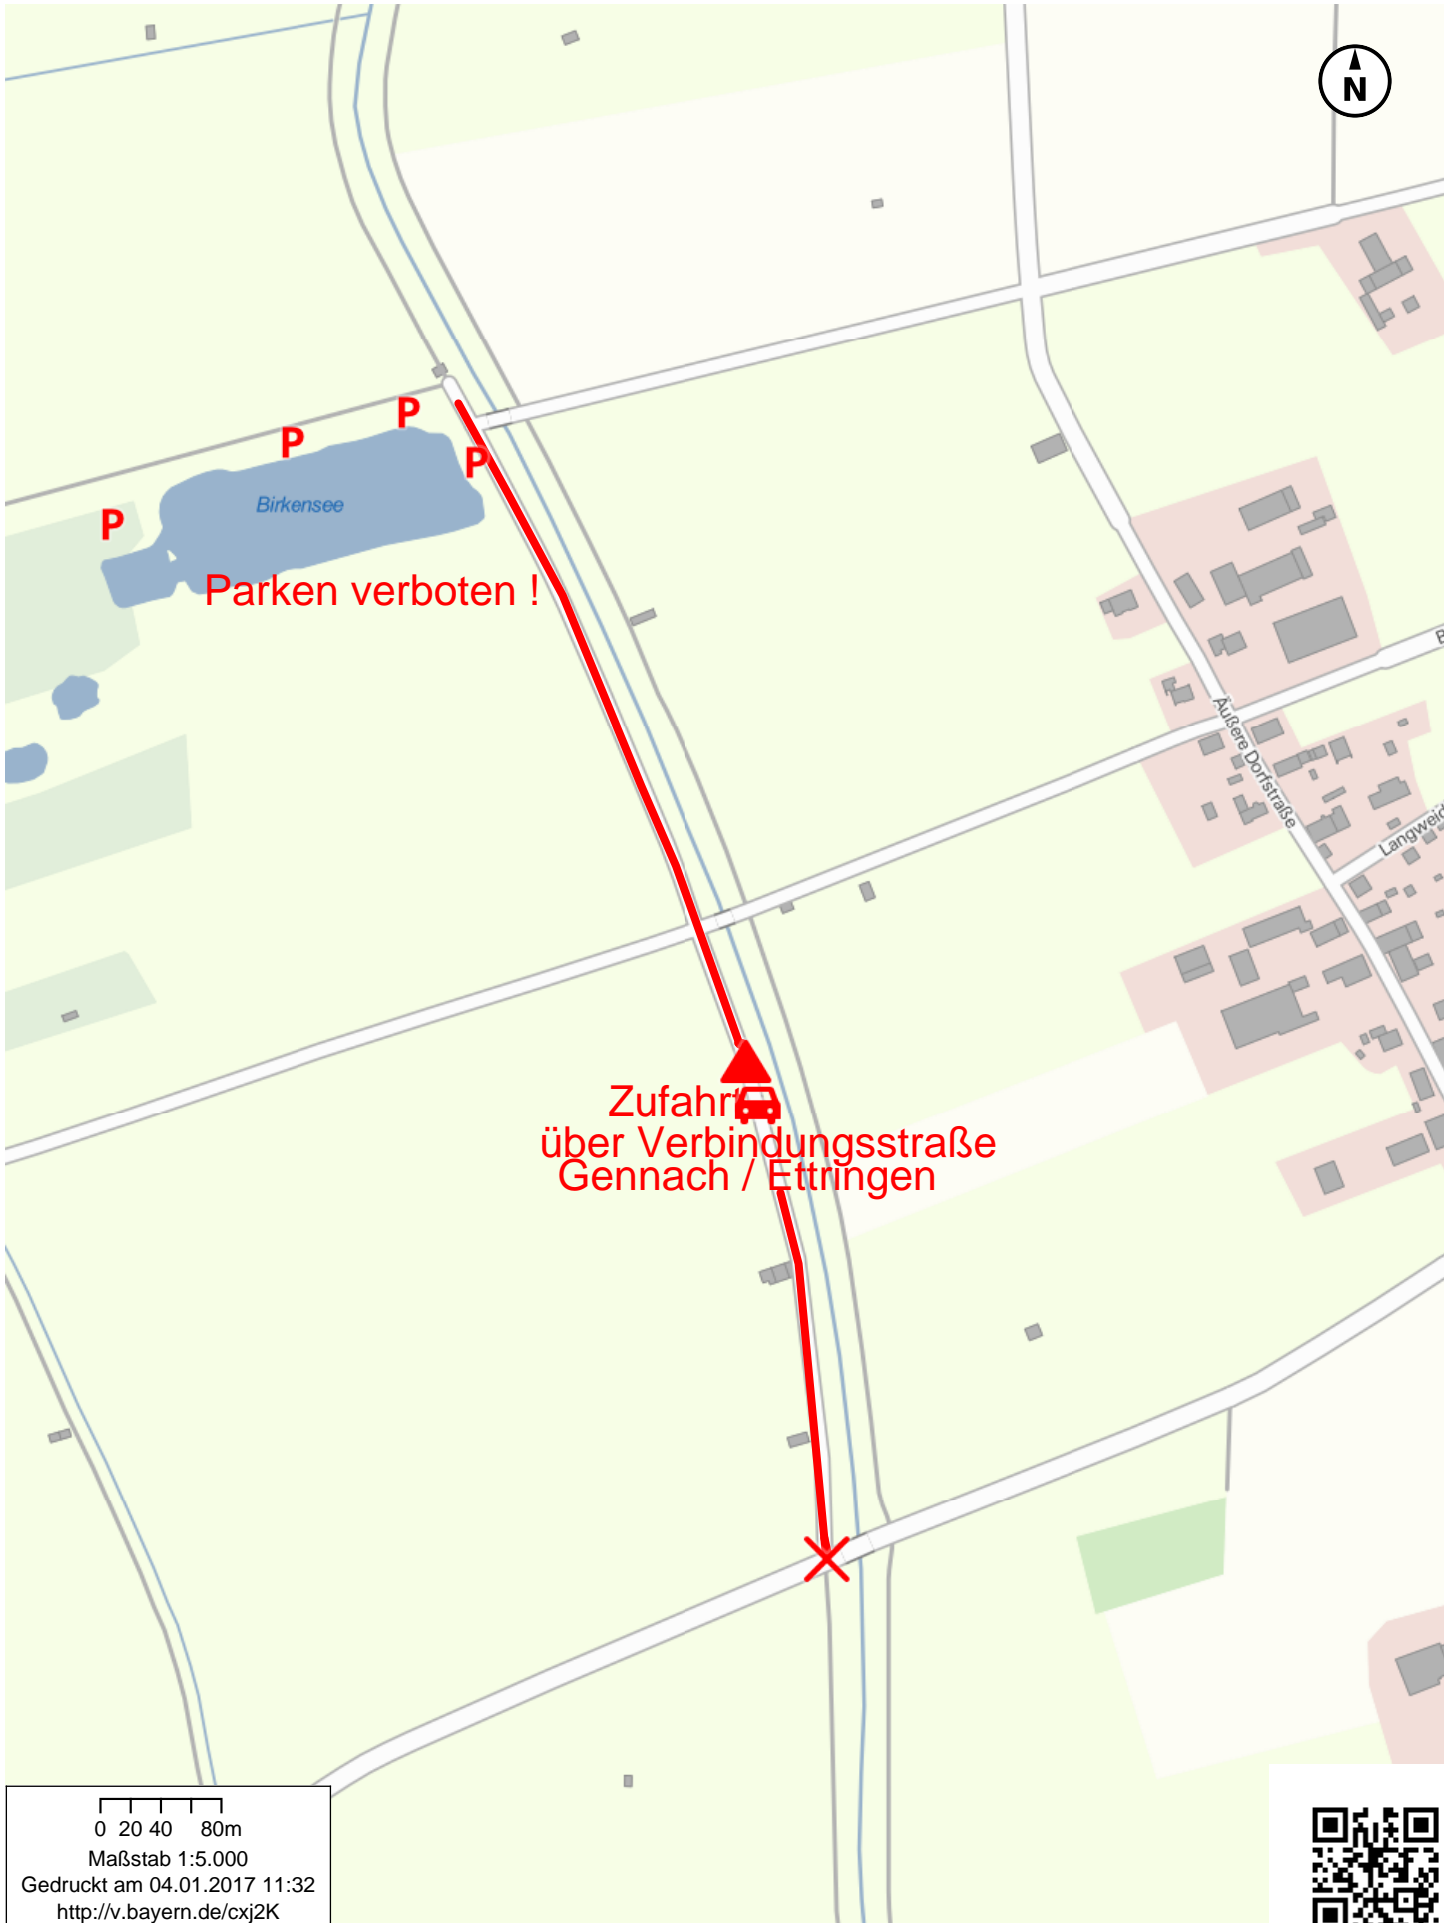 N
P
P
P
P
Birkensee
Parken verboten !
Äußere Dorfstraße
Langweid
Zufahrt
über Verbindungsstraße
Gennach / Ettringen
0 20 40 80m
Maßstab 1:5.000
Gedruckt am 04.01.2017 11:32
http://v.bayern.de/cxj2K